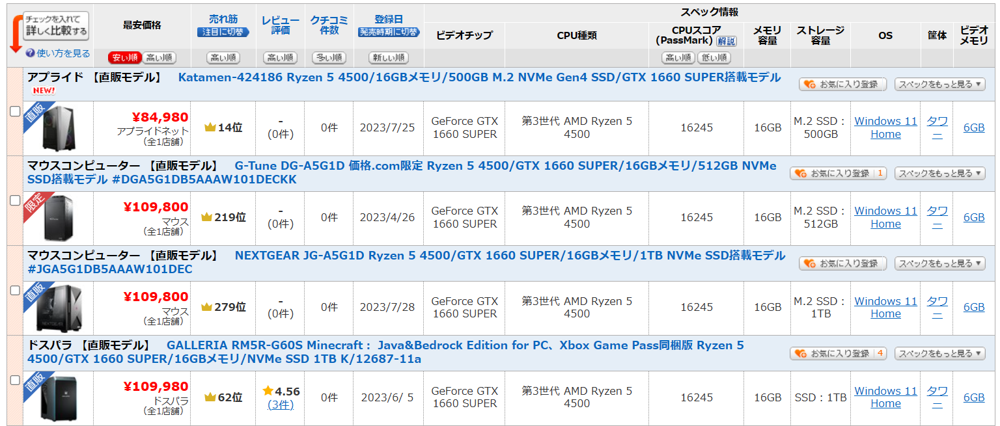 チェックを入れて
詳しく比較する
使い方を見る
最安価格
安い順 高い順
売れ筋
注目に切替
高い順
レビュー
評価
高い順
クチコミ
件数
多い順
登録日
発売時期に切替
新しい順
スペック情報
ビデオチップ
CPU種類
CPUスコア
(PassMark) 解説
高い順 低い順
メモリ
容量
ストレージ
容量
OS
筐体
ビデオ
メモリ
アプライド 【直販モデル】 Katamen-424186 Ryzen 5 4500/16GBメモリ/500GB M.2 NVMe Gen4 SSD/GTX 1660 SUPER搭載モデル
NEW!
お気に入り登録 スペックをもっと見る▼
直販
¥84,980
アプライドネット
(全1店舗)
14位
-
(0件)
0件
2023/7/25
GeForce GTX
1660 SUPER
第3世代 AMD Ryzen 5
4500
16245
16GB
M.2 SSD：
500GB
Windows 11
Home
タワ
ー
6GB
マウスコンピューター 【直販モデル】 G-Tune DG-A5G1D 価格.com限定 Ryzen 5 4500/GTX 1660 SUPER/16GBメモリ/512GB NVMe
SSD搭載モデル #DGA5G1DB5AAAW101DECKK
お気に入り登録 1 スペックをもっと見る▼
限定
¥109,800
マウス
(全1店舗)
219位
-
(0件)
0件
2023/4/26
GeForce GTX
1660 SUPER
第3世代 AMD Ryzen 5
4500
16245
16GB
M.2 SSD：
512GB
Windows 11
Home
タワ
ー
6GB
マウスコンピューター 【直販モデル】 NEXTGEAR JG-A5G1D Ryzen 5 4500/GTX 1660 SUPER/16GBメモリ/1TB NVMe SSD搭載モデル
#JGA5G1DB5AAAW101DEC
お気に入り登録 スペックをもっと見る▼
直販
NEXTGEAR
¥109,800
マウス
(全1店舗)
279位
-
(0件)
0件
2023/7/28
GeForce GTX
1660 SUPER
第3世代 AMD Ryzen 5
4500
16245
16GB
M.2 SSD：
1TB
Windows 11
Home
タワ
ー
6GB
ドスパラ 【直販モデル】 GALLERIA RM5R-G60S Minecraft： Java&Bedrock Edition for PC、Xbox Game Pass同梱版 Ryzen 5
4500/GTX 1660 SUPER/16GBメモリ/NVMe SSD 1TB K/12687-11a
お気に入り登録 4 スペックをもっと見る▼
直販
¥109,980
ドスパラ
(全1店舗)
62位
4.56
(3件)
0件
2023/6/ 5
GeForce GTX
1660 SUPER
第3世代 AMD Ryzen 5
4500
16245
16GB
SSD：1TB
Windows 11
Home
タワ
ー
6GB